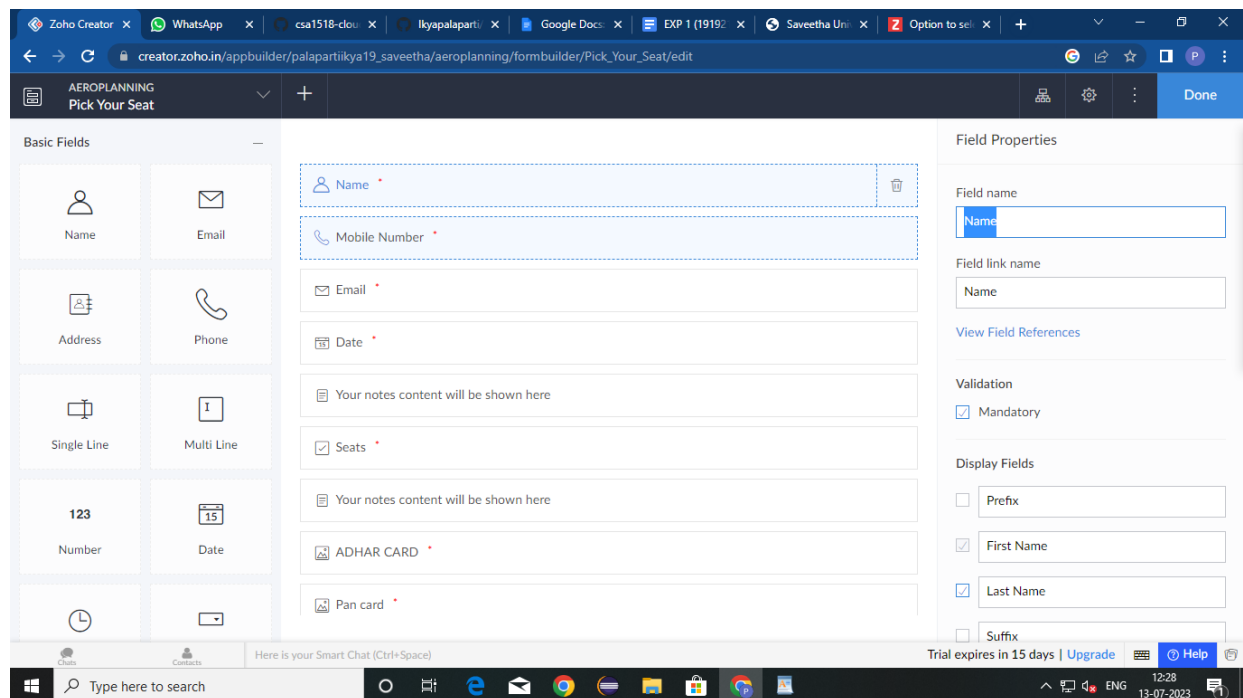 Zoho Creator
WhatsApp
csa1518-clou
Ikyapalaparti/
Google Docs:
EXP 1 (19192
Saveetha Uni
Option to sel
creator.zoho.in/appbuilder/palapartiikya19_saveetha/aeroplanning/formbuilder/Pick_Your_Seat/edit
G
P
AEROPLANNING
Pick Your Seat
Done
Basic Fields
Name
Email
Address
Phone
Single Line
Multi Line
123
Number
15
Date
Name *
Mobile Number *
Email *
Date *
Your notes content will be shown here
Seats *
Your notes content will be shown here
ADHAR CARD *
Pan card *
Field Properties
Field name
Name
Field link name
Name
View Field References
Validation
Mandatory
Display Fields
Prefix
First Name
Last Name
Suffix
Chats
Contacts
Here is your Smart Chat (Ctrl+Space)
Trial expires in 15 days | Upgrade
Help
Type here to search
ENG
12:28
13-07-2023